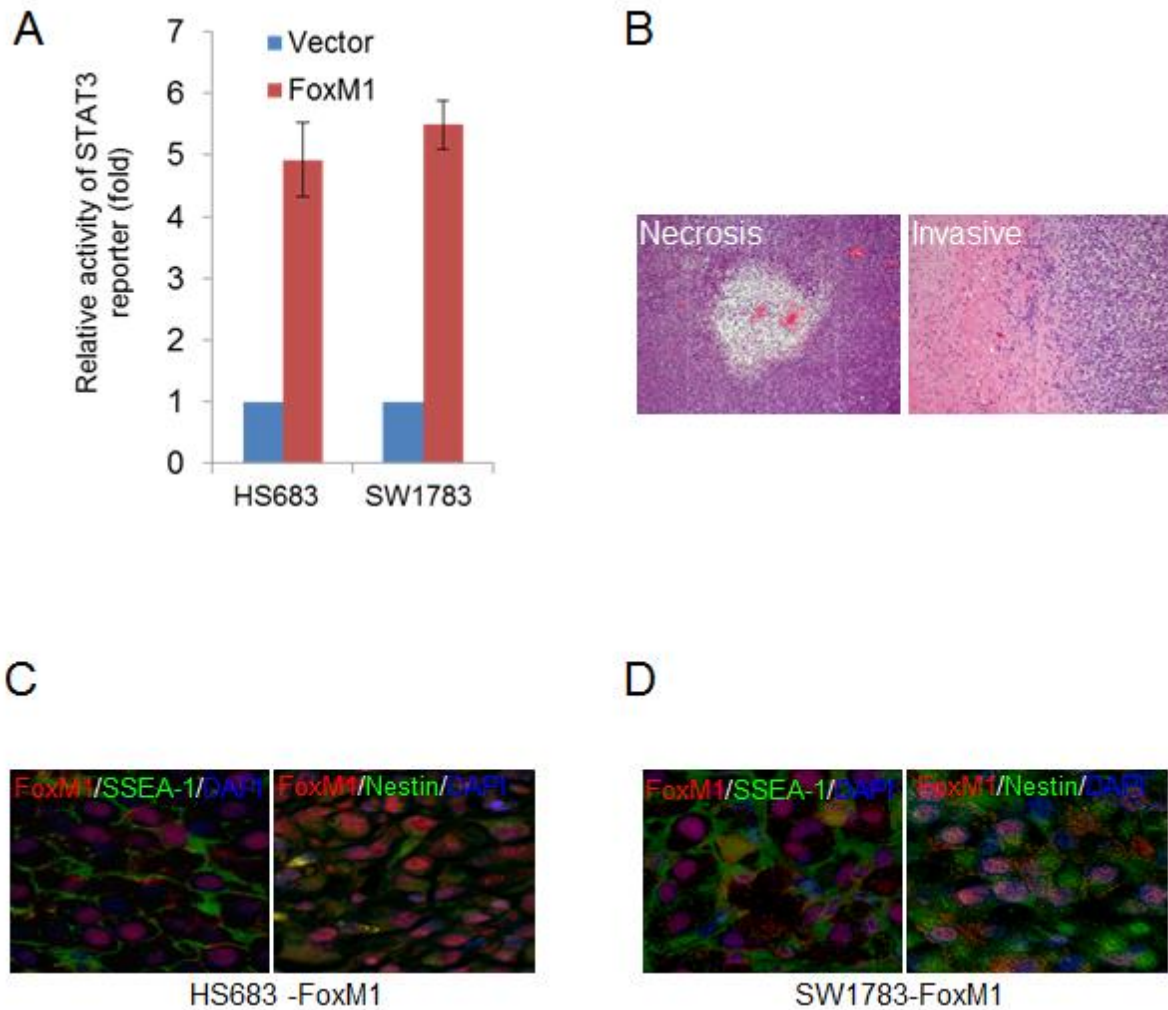 A
Relative activity of STAT3
reporter (fold)
7
6
5
4
3
2
1
0
Vector
FoxM1
HS683
SW1783
B
Necrosis
Invasive
C
FoxM1/SSEA-1/DAPI
FoxM1/Nestin/DAPI
HS683 -FoxM1
D
FoxM1/SSEA-1/DAPI
FoxM1/Nestin/DAPI
SW1783-FoxM1